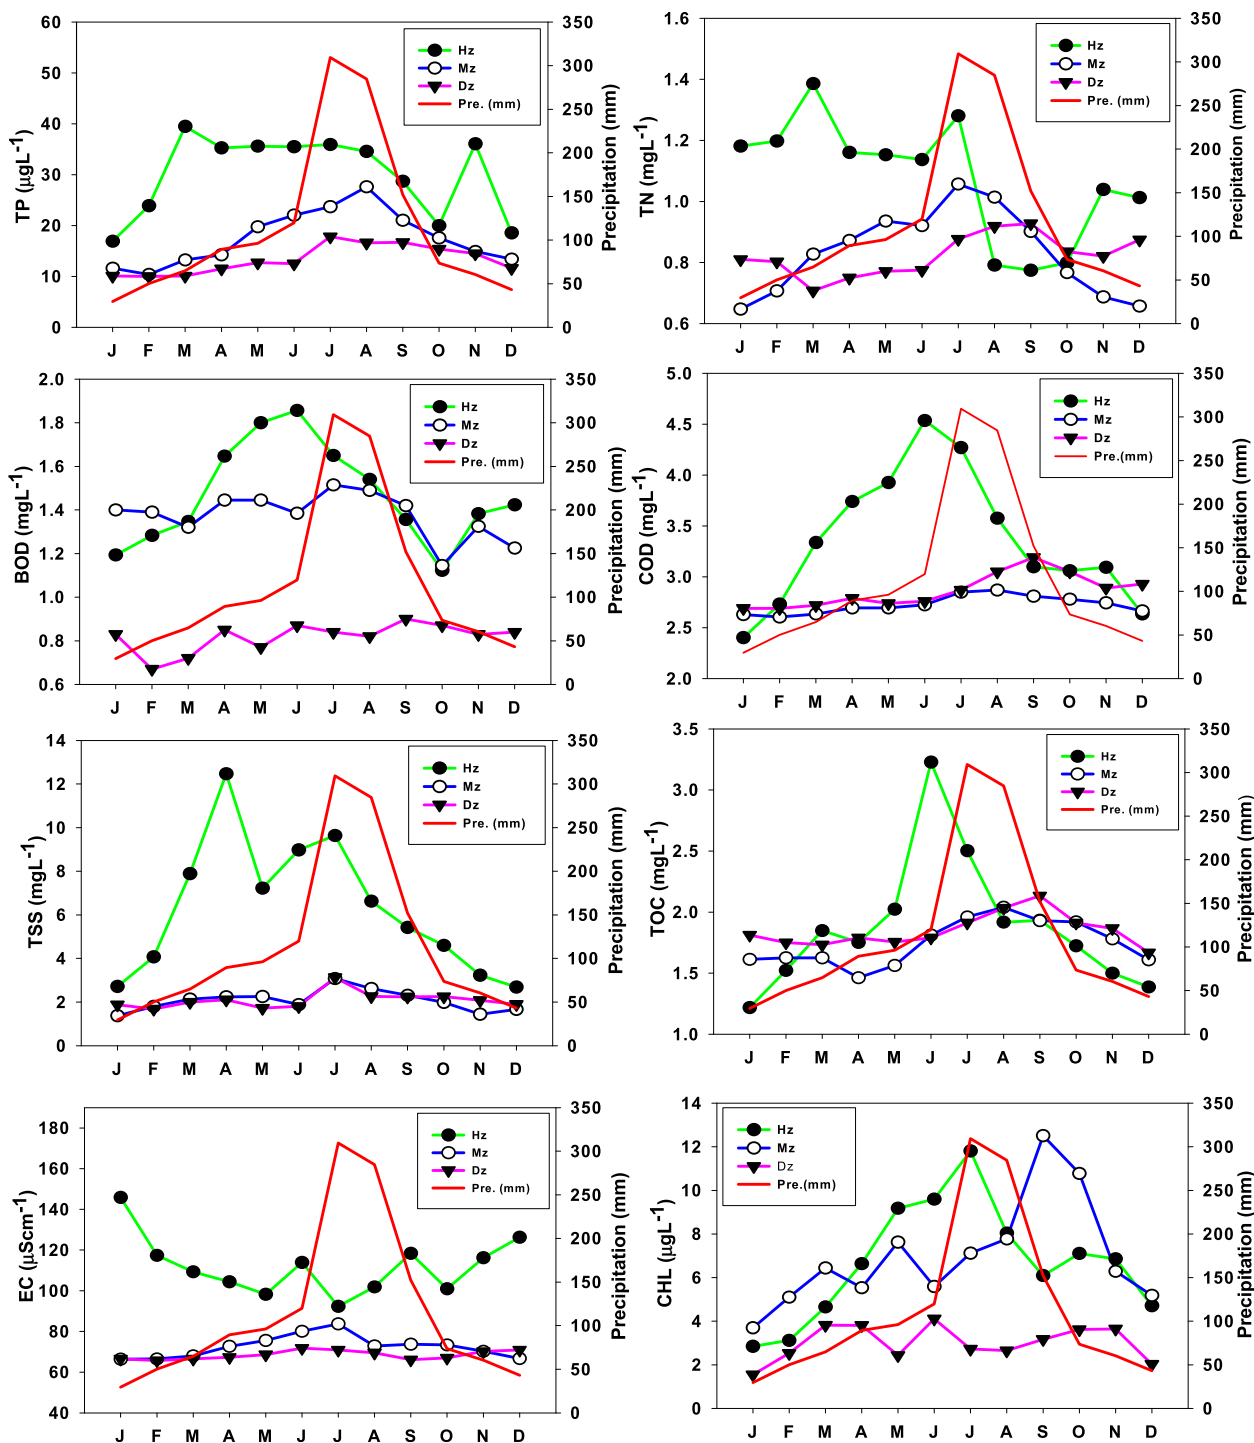 TP (μgL-1)
60
50
40
30
20
10
0
Hz
Mz
Dz
Pre. (mm)
350
300
250
200
150
100
50
0
Precipitation (mm)
J F M A M J J A S O N D
TN (mgL-1)
1.6
1.4
1.2
1.0
0.8
0.6
Hz
Mz
Dz
Pre. (mm)
350
300
250
200
150
100
50
0
Precipitation (mm)
J F M A M J J A S O N D
BOD (mgL-1)
2.0
1.8
1.6
1.4
1.2
1.0
0.8
0.6
Hz
Mz
Dz
Pre. (mm)
350
300
250
200
150
100
50
0
Precipitation (mm)
J F M A M J J A S O N D
COD (mgL-1)
5.0
4.5
4.0
3.5
3.0
2.5
2.0
Hz
Mz
Dz
Pre.(mm)
350
300
250
200
150
100
50
0
Precipitation (mm)
J F M A M J J A S O N D
TSS (mgL-1)
14
12
10
8
6
4
2
0
Hz
Mz
Dz
Pre. (mm)
350
300
250
200
150
100
50
0
Precipitation (mm)
J F M A M J J A S O N D
TOC (mgL-1)
3.5
3.0
2.5
2.0
1.5
1.0
Hz
Mz
Dz
Pre. (mm)
350
300
250
200
150
100
50
0
Precipitation (mm)
J F M A M J J A S O N D
EC (μScm-1)
180
160
140
120
100
80
60
40
Hz
Mz
Dz
Pre. (mm)
350
300
250
200
150
100
50
0
Precipitation (mm)
J F M A M J J A S O N D
CHL (μgL-1)
14
12
10
8
6
4
2
0
Hz
Mz
Dz
Pre.(mm)
350
300
250
200
150
100
50
0
Precipitation (mm)
J F M A M J J A S O N D